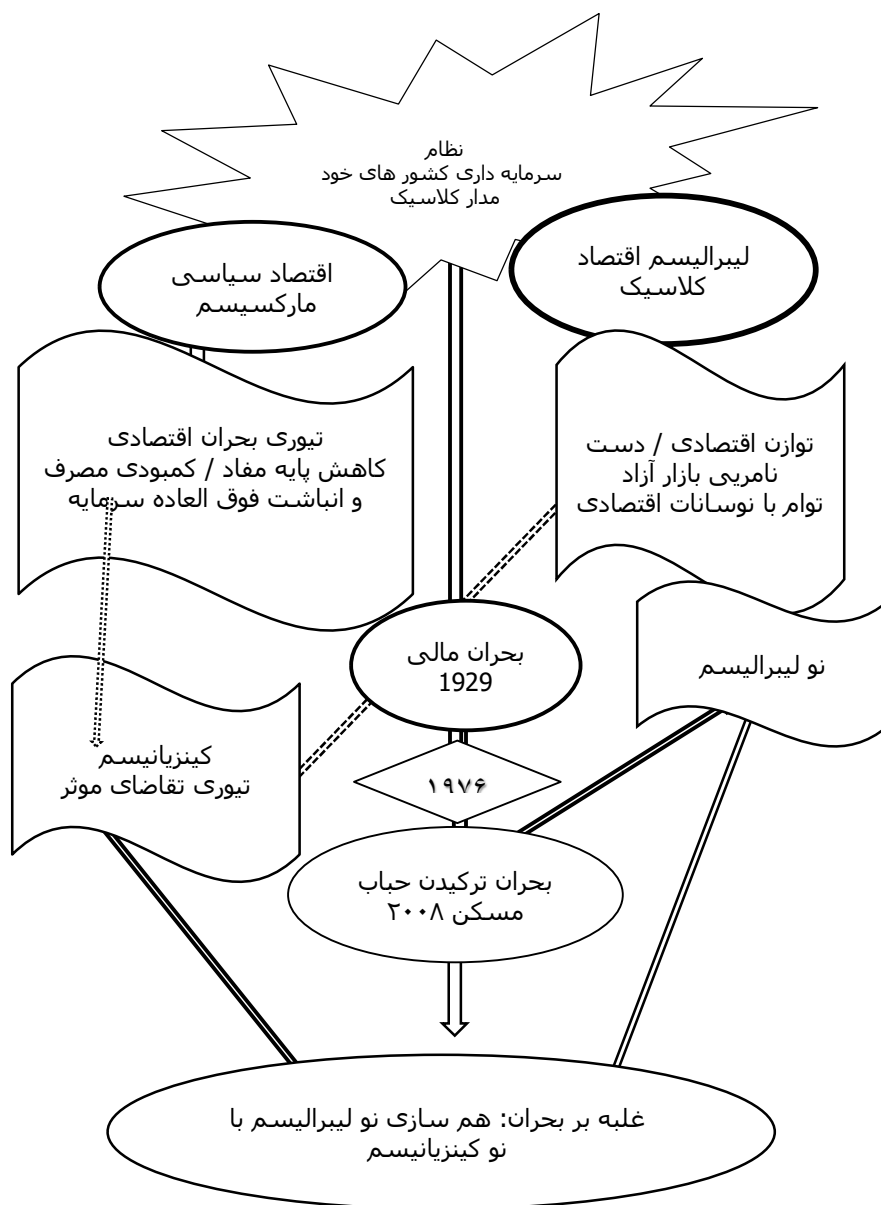 نظام
سرمایه داری کشور های خود
مدار کلاسیک
لیبرالیسم اقتصاد
کلاسیک
اقتصاد سیاسی
مارکسیسم
توازن اقتصادی / دست
نامریی بازار آزاد
توام با نوسانات اقتصادی
تیوری بحران اقتصادی
کاهش پایه مفاد / کمبودی مصرف
و انباشت فوق العاده سرمایه
بحران مالی
1929
نو لیبرالیسم
کینزیانیسم
تیوری تقاضای موثر
۱۹۷۶
بحران ترکیدن حباب
مسکن ۲۰۰۸
غلبه بر بحران: هم سازی نو لیبرالیسم با
نو کینزیانیسم